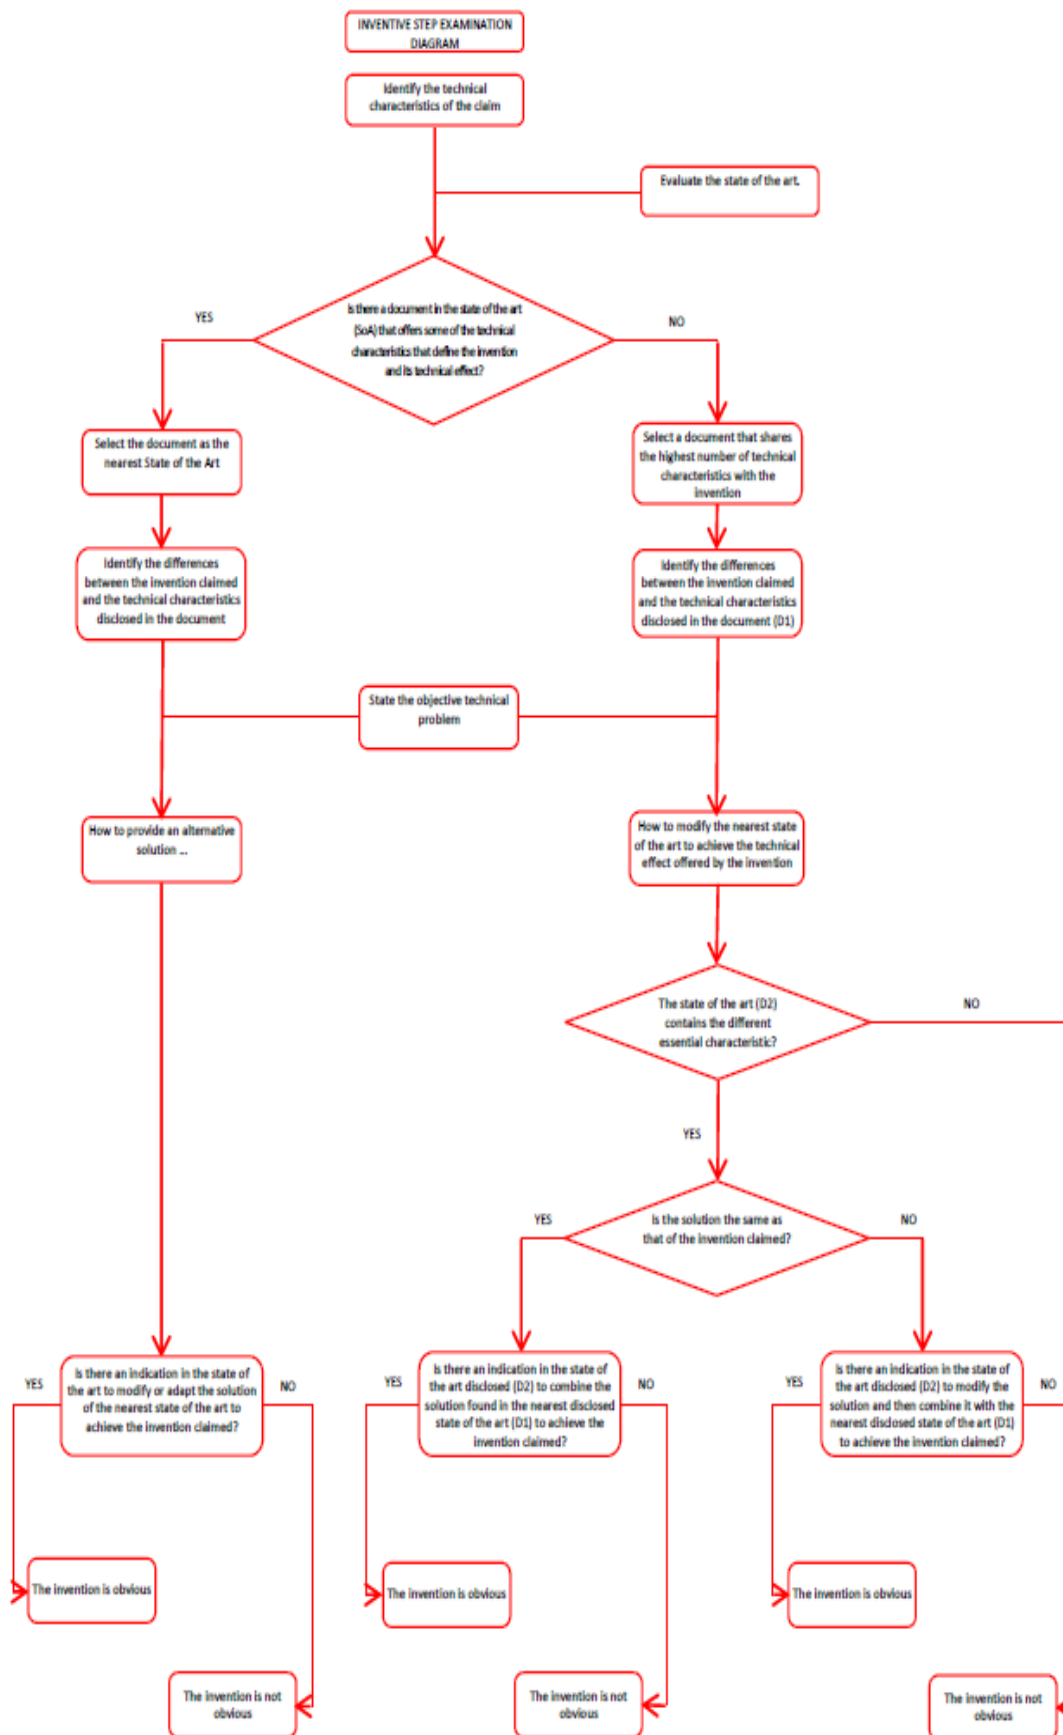 INVENTIVE STEP EXAMINATION
DIAGRAM
Identify the technical
characteristics of the claim
Evaluate the state of the art.
Is there a document in the state of the art
(SoA) that offers some of the technical
characteristics that define the invention
and its technical effect?
YES
NO
Select the document as the
nearest State of the Art
Select a document that shares
the highest number of technical
characteristics with the
invention
Identify the differences
between the invention claimed
and the technical characteristics
disclosed in the document
Identify the differences
between the invention claimed
and the technical characteristics
disclosed in the document (D1)
State the objective technical
problem
How to provide an alternative
solution ...
How to modify the nearest state
of the art to achieve the technical
effect offered by the invention
The state of the art (D2)
contains the different
essential characteristic?
NO
YES
Is the solution the same as
that of the invention claimed?
YES
NO
Is there an indication in the state of
the art to modify or adapt the solution
of the nearest state of the art to
achieve the invention claimed?
YES
NO
Is there an indication in the state of
the art disclosed (D2) to combine the
solution found in the nearest disclosed
state of the art (D1) to achieve the
invention claimed?
YES
NO
Is there an indication in the state of
the art disclosed (D2) to modify the
solution and then combine it with the
nearest disclosed state of the art (D1)
to achieve the invention claimed?
YES
NO
The invention is obvious
The invention is obvious
The invention is obvious
The invention is not
obvious
The invention is not
obvious
The invention is not
obvious